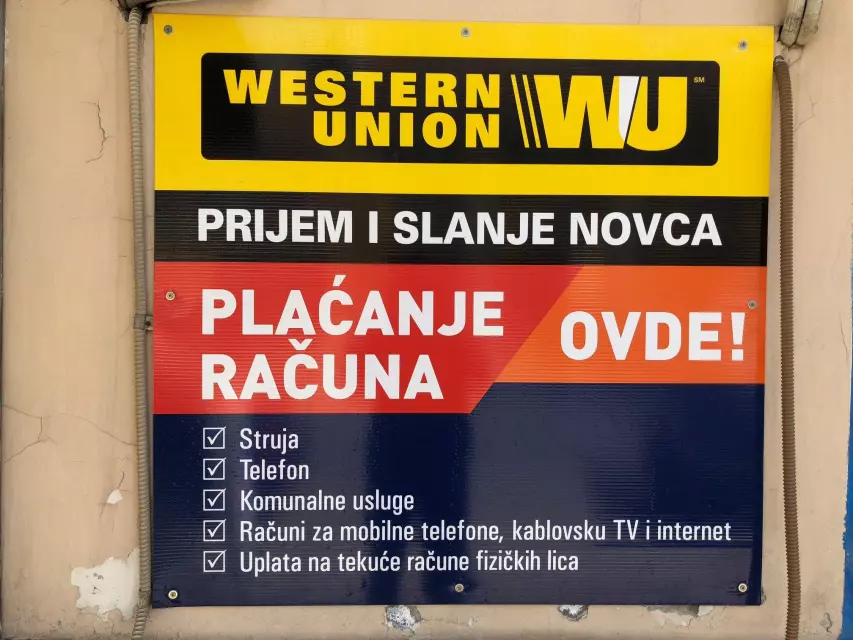 WESTERN
UNION WU SM
PRIJEM I SLANJE NOVCA
PLAĆANJE
RAČUNA
OVDE!
Struja
Telefon
Komunalne usluge
Računi za mobilne telefone, kablovsku TV i internet
Uplata na tekuće račune fizičkih lica